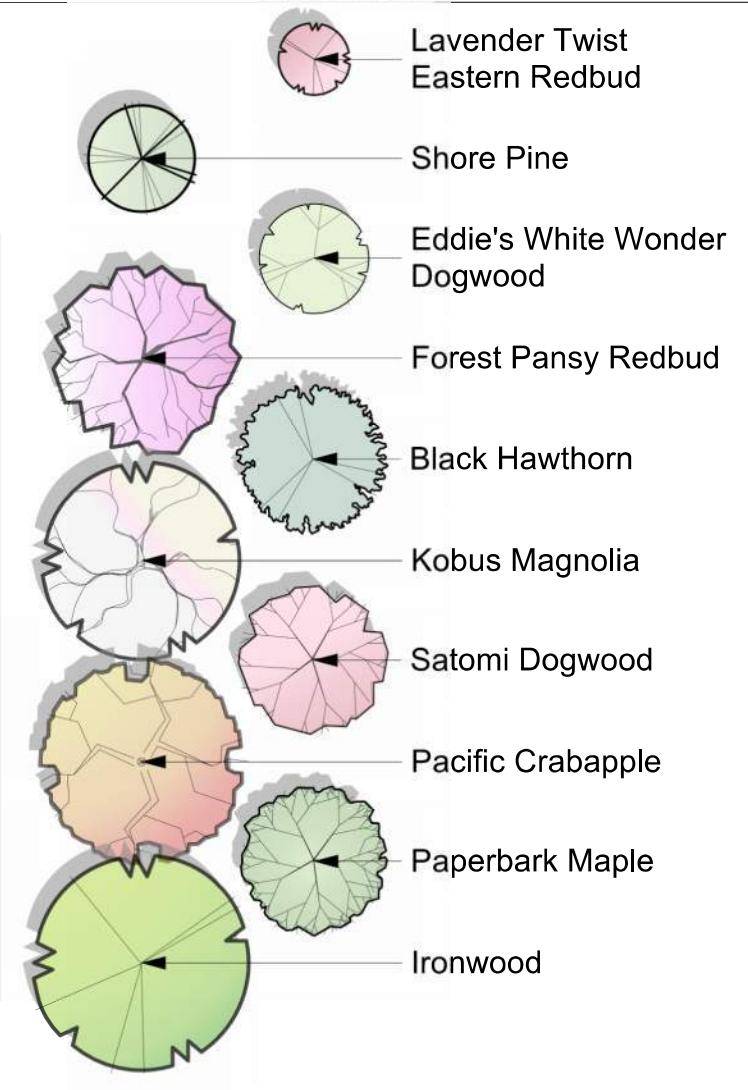 Lavender Twist
Eastern Redbud
Shore Pine
Eddie's White Wonder
Dogwood
Forest Pansy Redbud
Black Hawthorn
Kobus Magnolia
Satomi Dogwood
Pacific Crabapple
Paperbark Maple
Ironwood